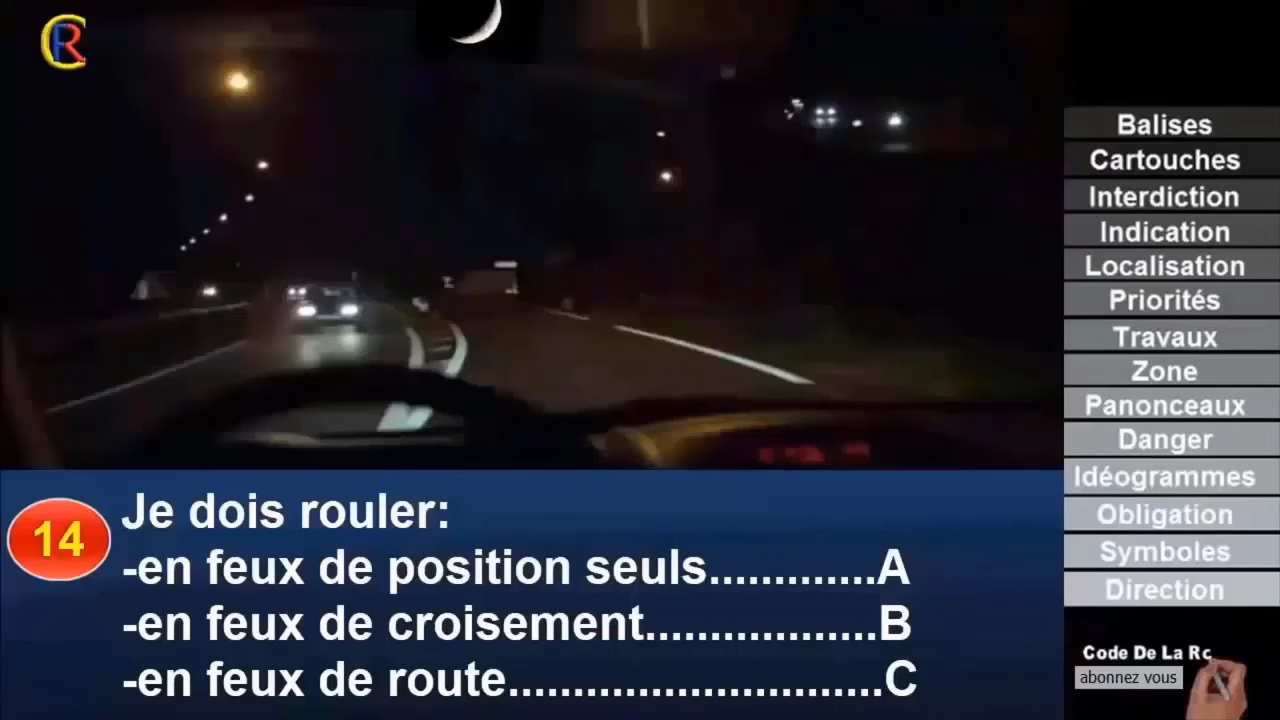 CR
Balises
Cartouches
Interdiction
Indication
Localisation
Priorités
Travaux
Zone
Panonceaux
Danger
Idéogrammes
Obligation
Symboles
Direction
14
Je dois rouler:
-en feux de position seuls.............A
-en feux de croisement..................B
-en feux de route.............................C
Code De La Rc
abonnez vous